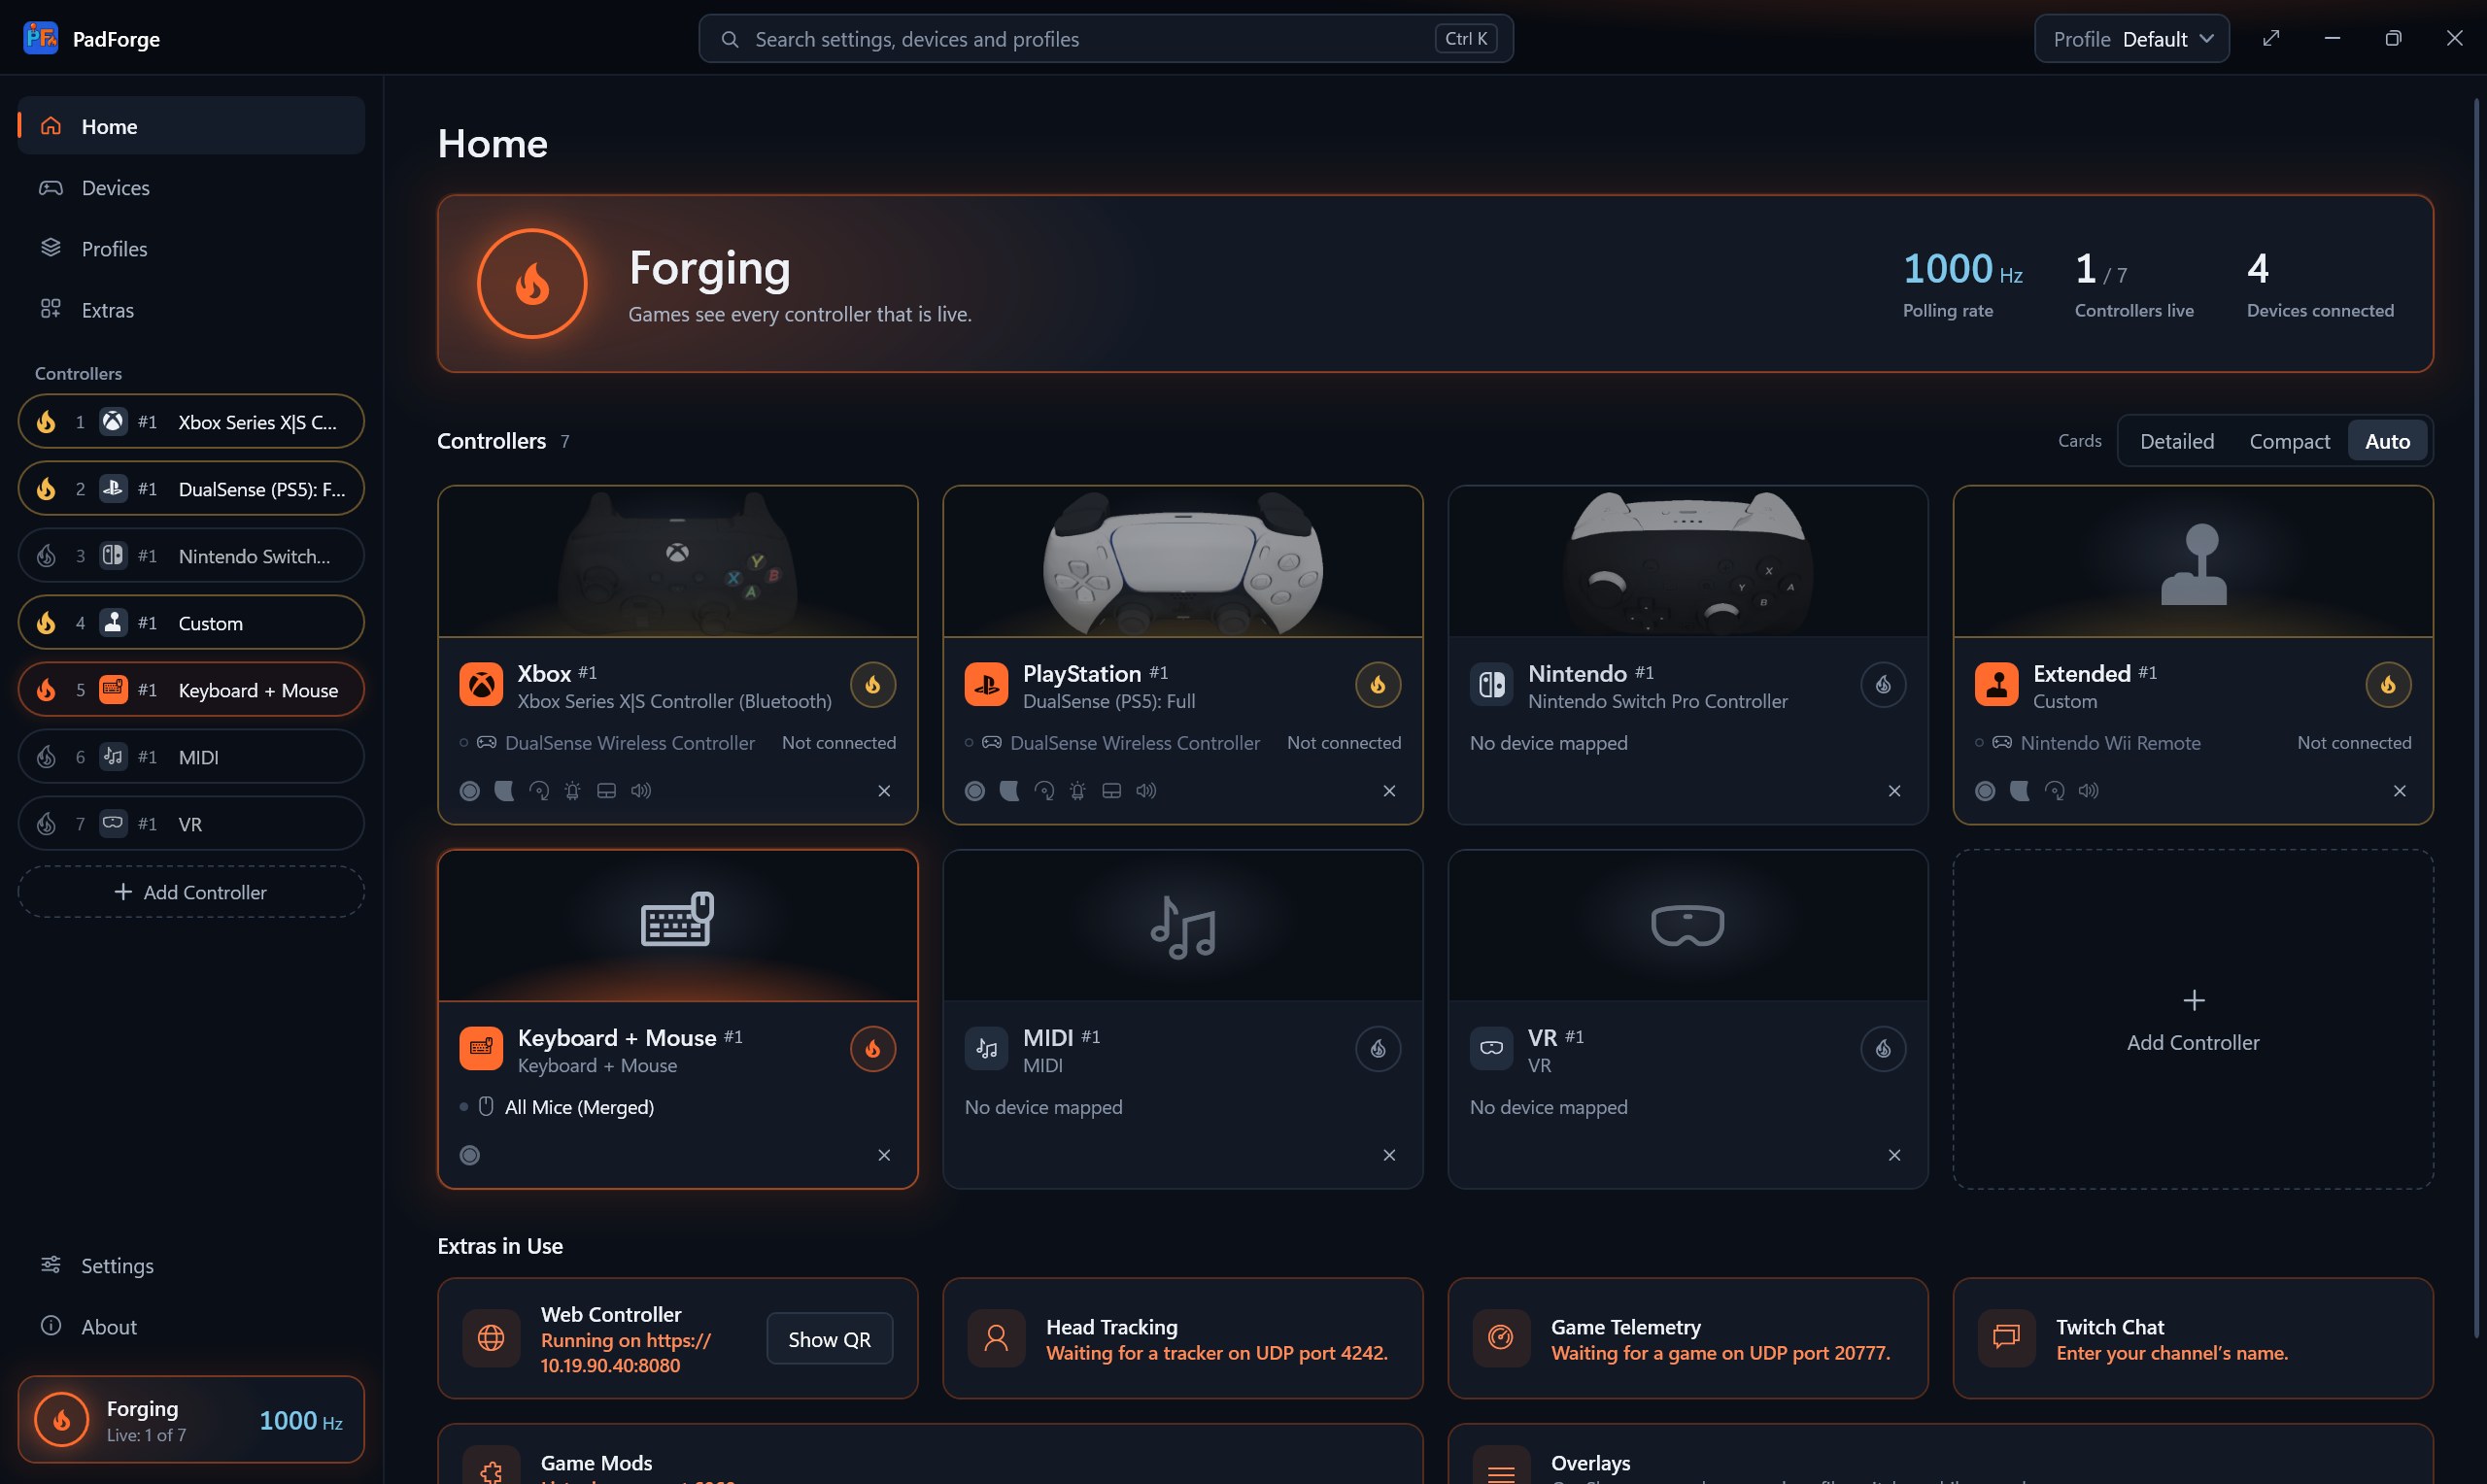 PadForge
Search settings, devices and profiles
Ctrl K
Profile Default
Home
Devices
Profiles
Extras
Controllers
1 #1 Xbox Series X|S C...
2 #1 DualSense (PS5): F...
3 #1 Nintendo Switch...
4 #1 Custom
5 #1 Keyboard + Mouse
6 #1 MIDI
7 #1 VR
Add Controller
Settings
About
Forging
Live: 1 of 7
1000 Hz
Home
Forging
Games see every controller that is live.
1000 Hz
Polling rate
1 / 7
Controllers live
4
Devices connected
Controllers 7
Cards
Detailed
Compact
Auto
Y
X B
A
Xbox #1
Xbox Series X|S Controller (Bluetooth)
DualSense Wireless Controller Not connected
PlayStation #1
DualSense (PS5): Full
DualSense Wireless Controller Not connected
X
Y A
B
Nintendo #1
Nintendo Switch Pro Controller
No device mapped
Extended #1
Custom
Nintendo Wii Remote Not connected
Keyboard + Mouse #1
Keyboard + Mouse
All Mice (Merged)
MIDI #1
MIDI
No device mapped
VR #1
VR
No device mapped
Add Controller
Extras in Use
Web Controller
Running on https://
10.19.90.40:8080
Show QR
Head Tracking
Waiting for a tracker on UDP port 4242.
Game Telemetry
Waiting for a game on UDP port 20777.
Twitch Chat
Enter your channel's name.
Game Mods
Overlays